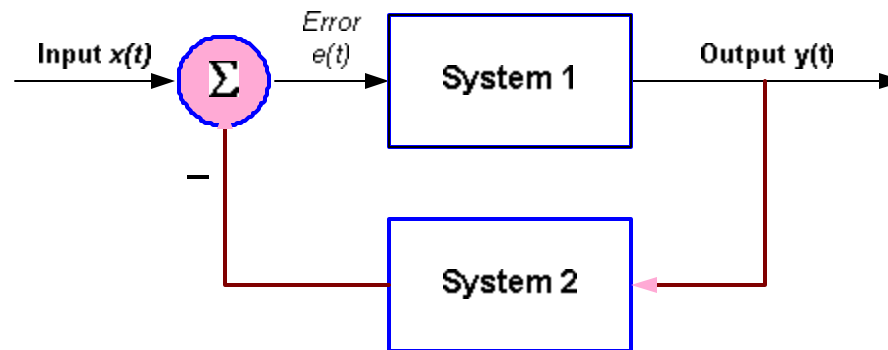 Input x(t)
Σ
Error
e(t)
System 1
Output y(t)
–
System 2